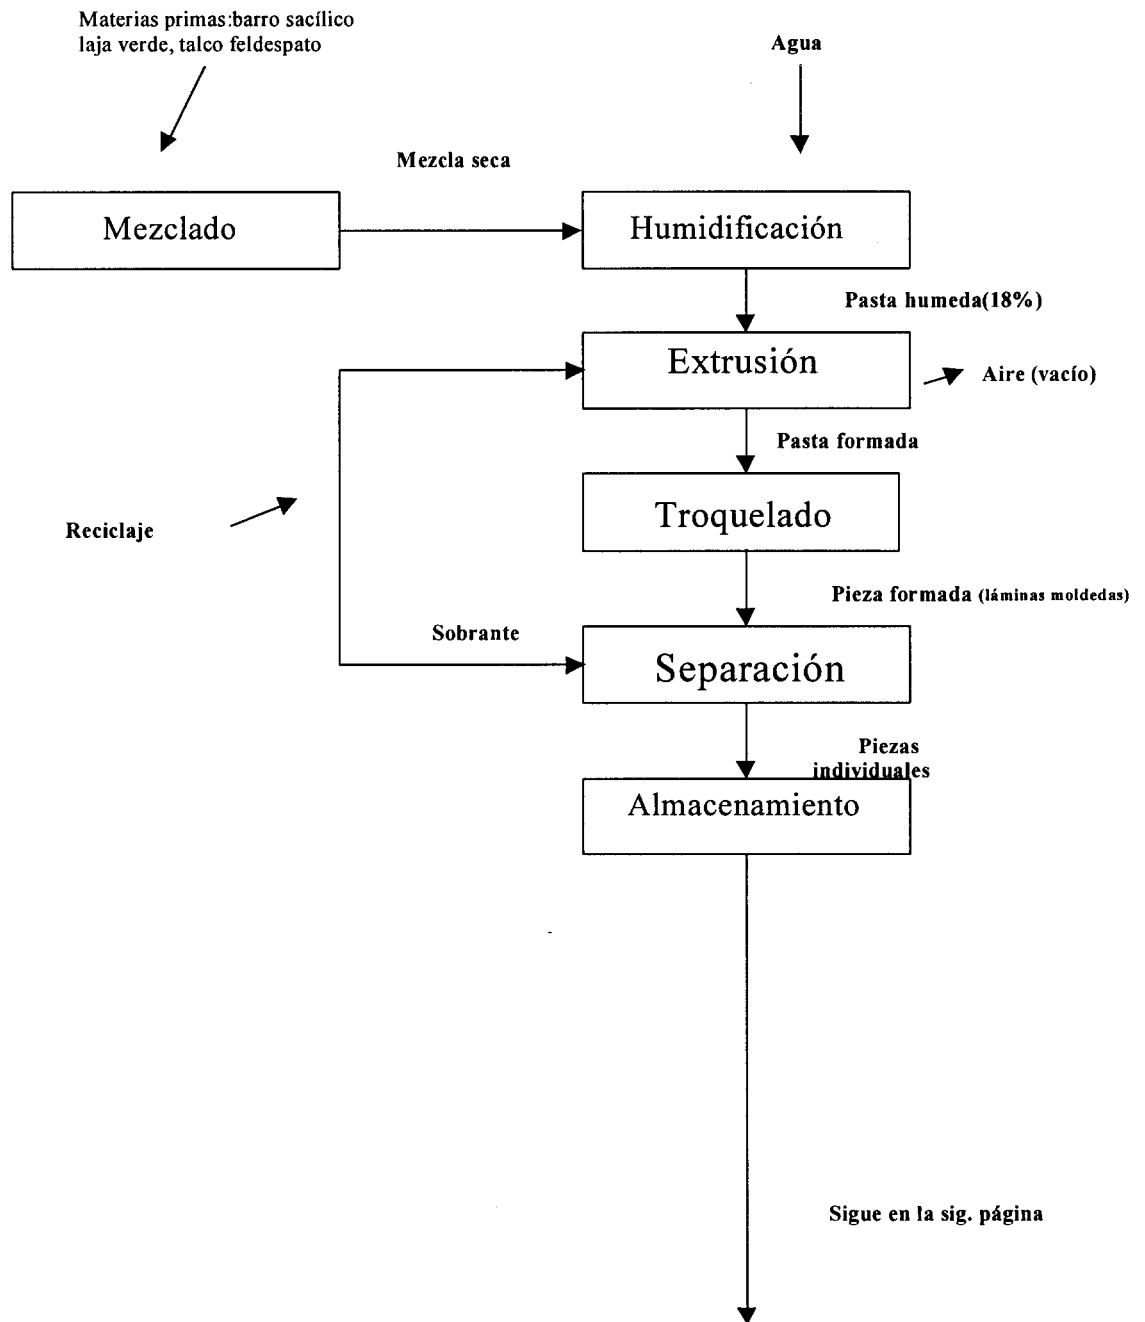 Materias primas:barro sacílico
laja verde, talco feldespato
Agua
Mezcla seca
Mezclado
Humidificación
Pasta humeda(18%)
Extrusión
Aire (vacío)
Pasta formada
Troquelado
Reciclaje
Pieza formada (láminas moldedas)
Sobrante
Separación
Piezas
individuales
Almacenamiento
Sigue en la sig. página